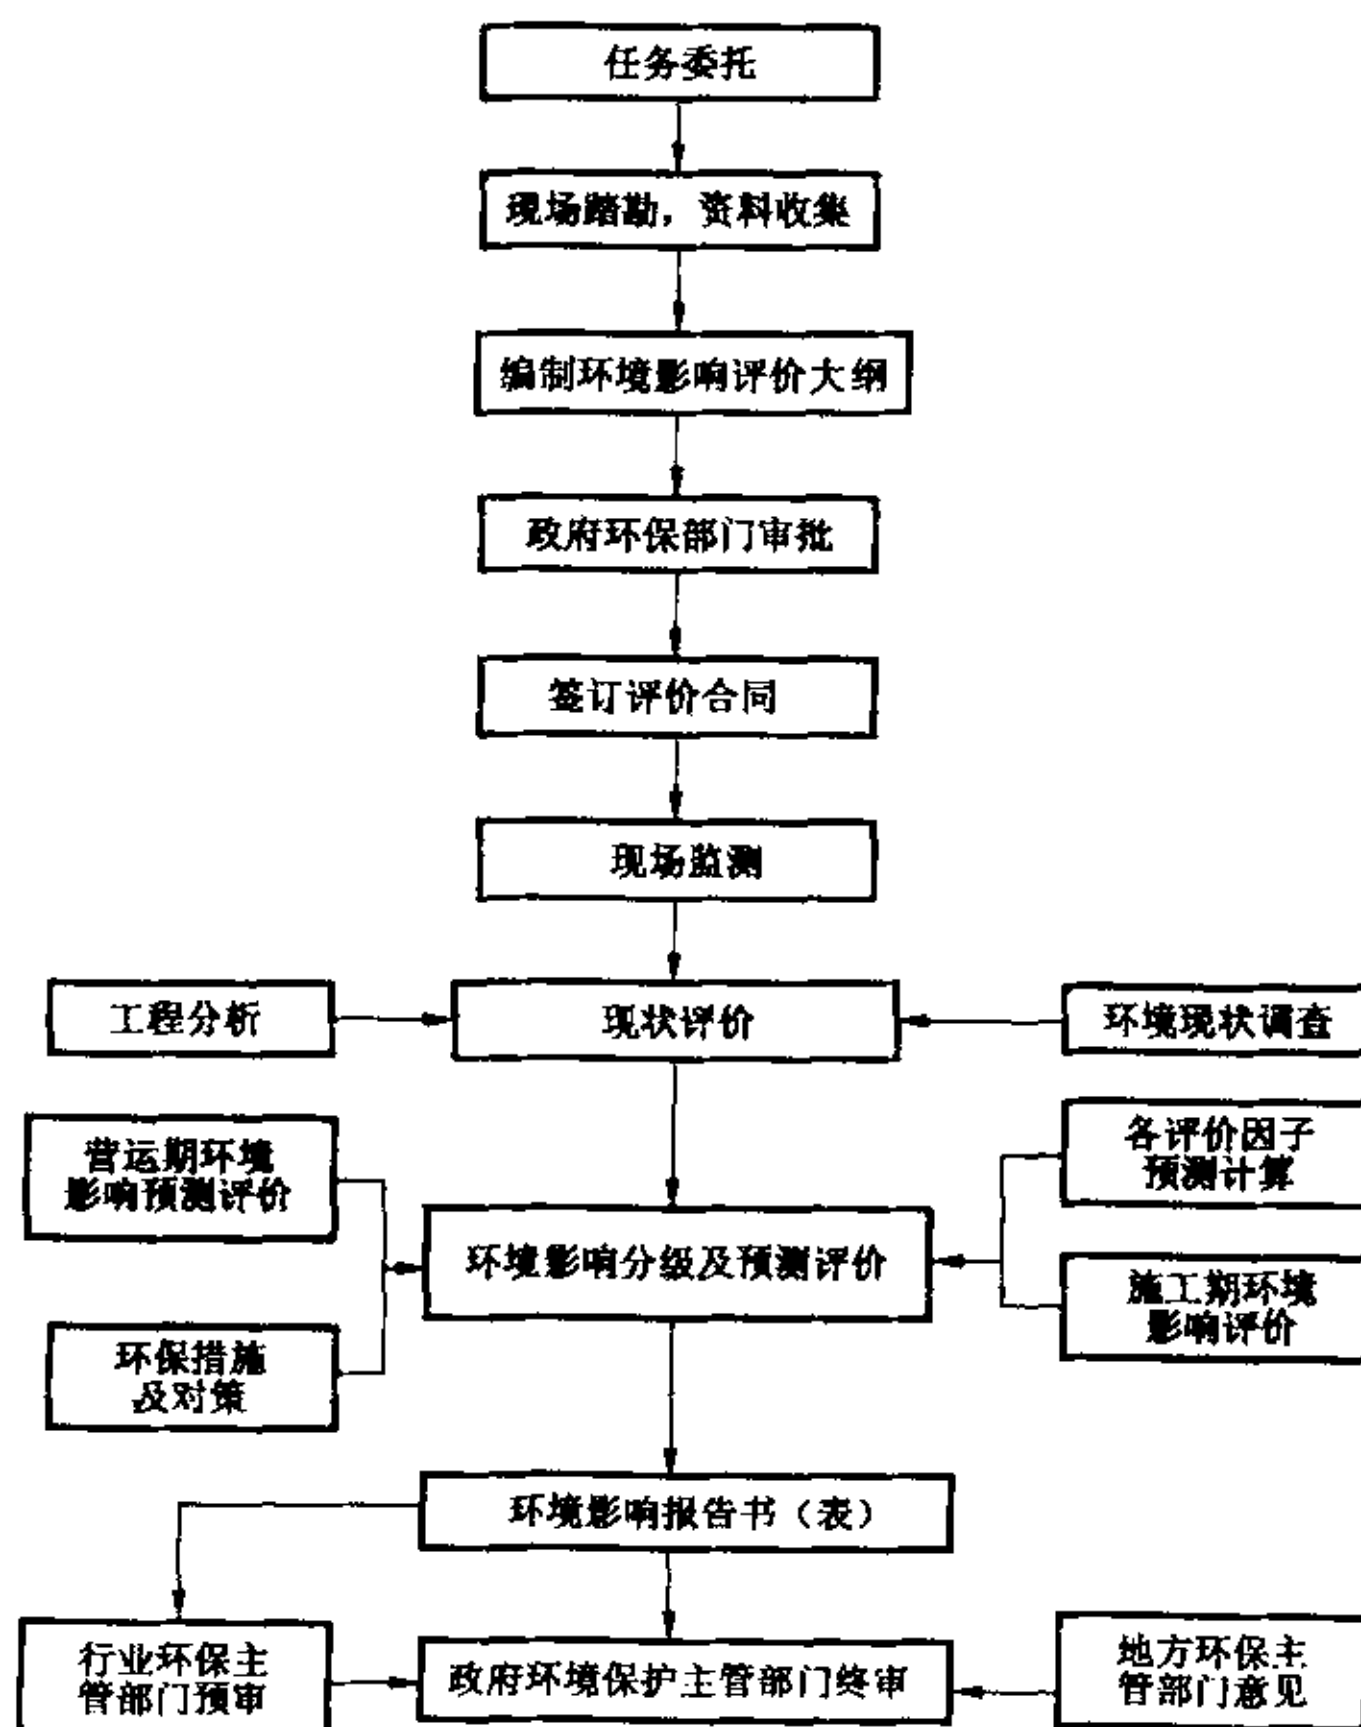 任务委托
现场踏勘，资料收集
编制环境影响评价大纲
政府环保部门审批
签订评价合同
现场监测
工程分析
现状评价
环境现状调查
营运期环境
影响预测评价
各评价因子
预测计算
环境影响分级及预测评价
施工期环境
影响评价
环保措施
及对策
环境影响报告书（表）
行业环保主
管部门预审
政府环境保护主管部门终审
地方环保主
管部门意见